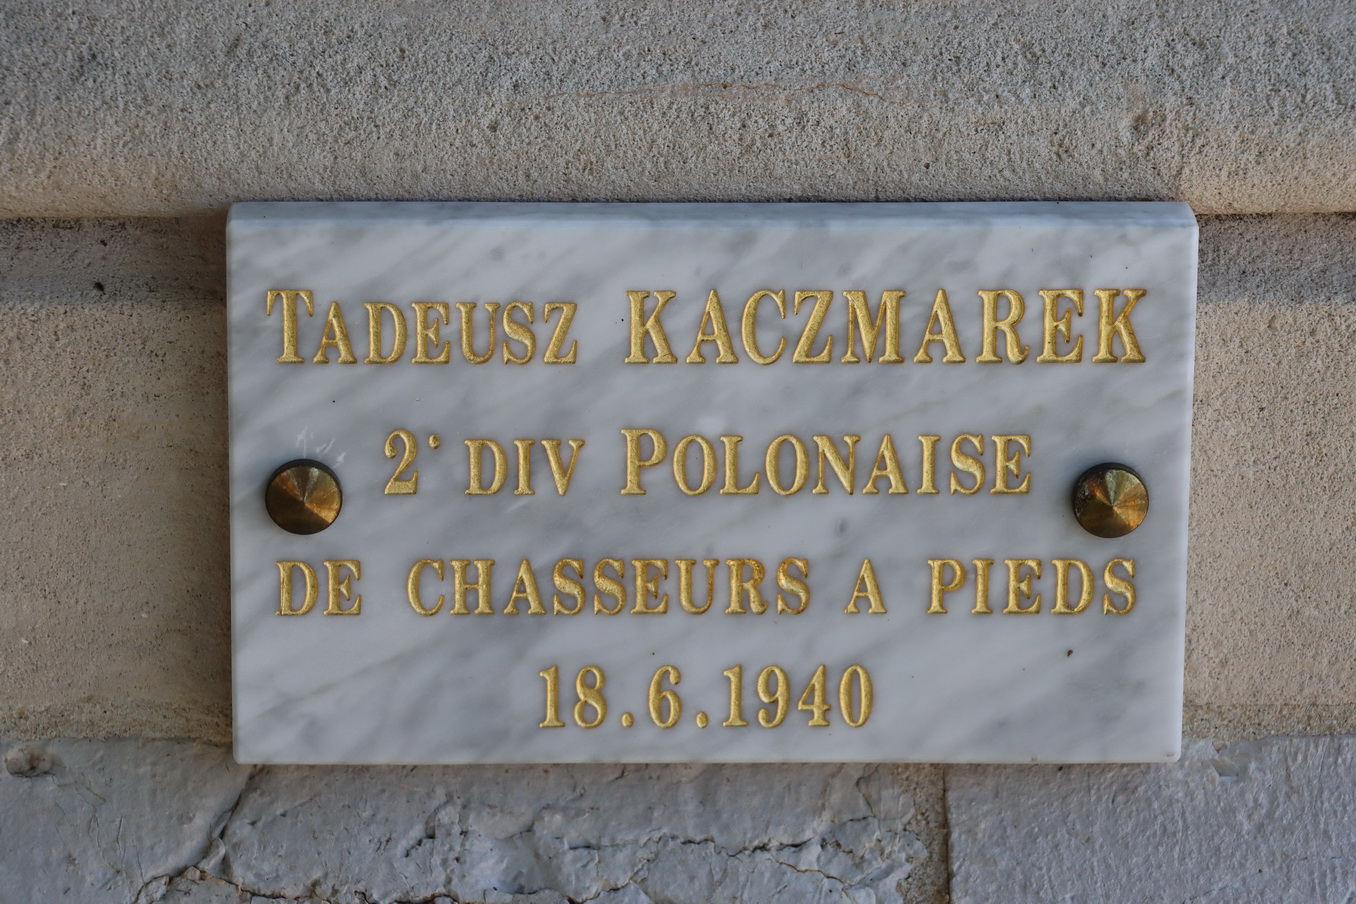 TADEUSZ KACZMAREK
2° DIV POLONAISE
DE CHASSEURS A PIEDS
18.6.1940